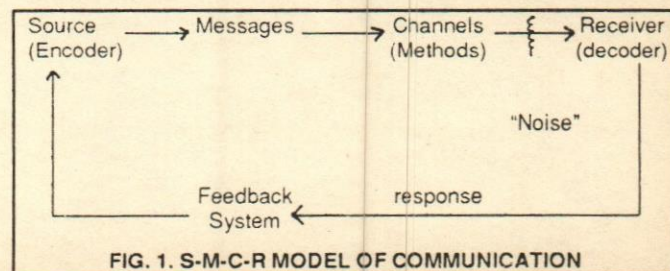 Source Messages Channels Receiver
(Encoder) (Methods) (decoder)
"Noise"
Feedback response
System
FIG. 1. S-M-C-R MODEL OF COMMUNICATION